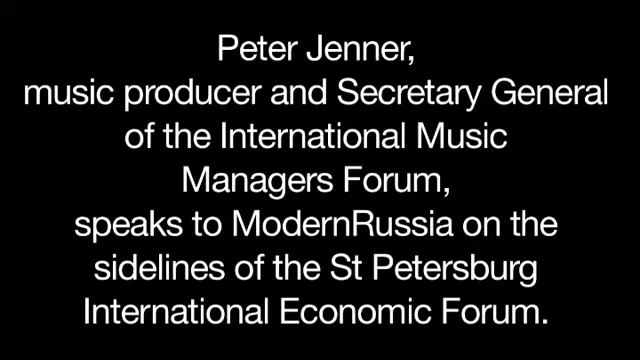 Peter Jenner,
music producer and Secretary General
of the International Music
Managers Forum,
speaks to ModernRussia on the
sidelines of the St Petersburg
International Economic Forum.